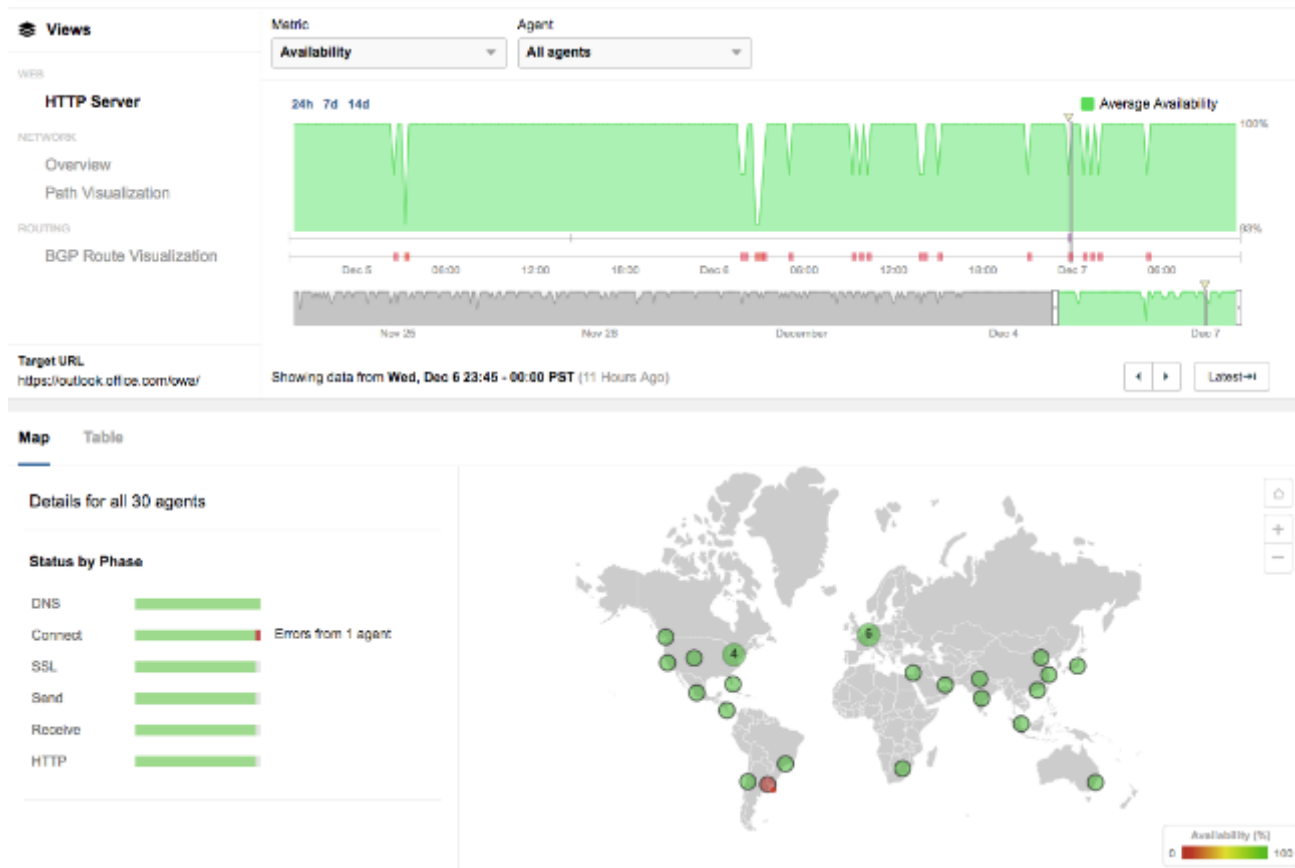 Views
Metric
Agent
Availability
All agents
WEB
HTTP Server
NETWORK
Overview
Path Visualization
ROUTING
BGP Route Visualization
Target URL
https://outlook.office.com/owa/
24h 7d 14d
Average Availability
100%
93%
Dec 5 06:00 12:00 18:00 Dec 6 06:00 12:00 18:00 Dec 7 06:00
Nov 28 December Dec 4 Dec 7
Showing data from Wed, Dec 6 23:45 - 00:00 PST (11 Hours Ago)
Latest
Map Table
Details for all 30 agents
Status by Phase
DNS
Connect Errors from 1 agent
SSL
Send
Receive
HTTP
4
6
Availability (%)
0 100